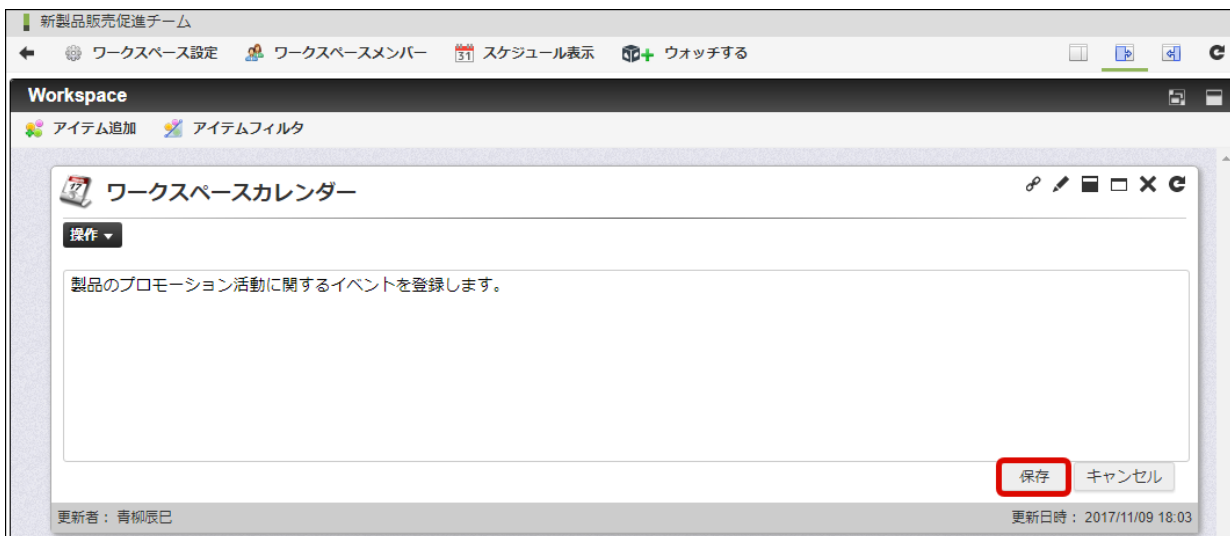 新製品販売促進チーム
ワークスペース設定 ワークスペースメンバー 31 スケジュール表示 ウォッチする
Workspace
アイテム追加 アイテムフィルタ
17 ワークスペースカレンダー
操作
製品のプロモーション活動に関するイベントを登録します。
保存 キャンセル
更新者： 青柳辰巳 更新日時： 2017/11/09 18:03